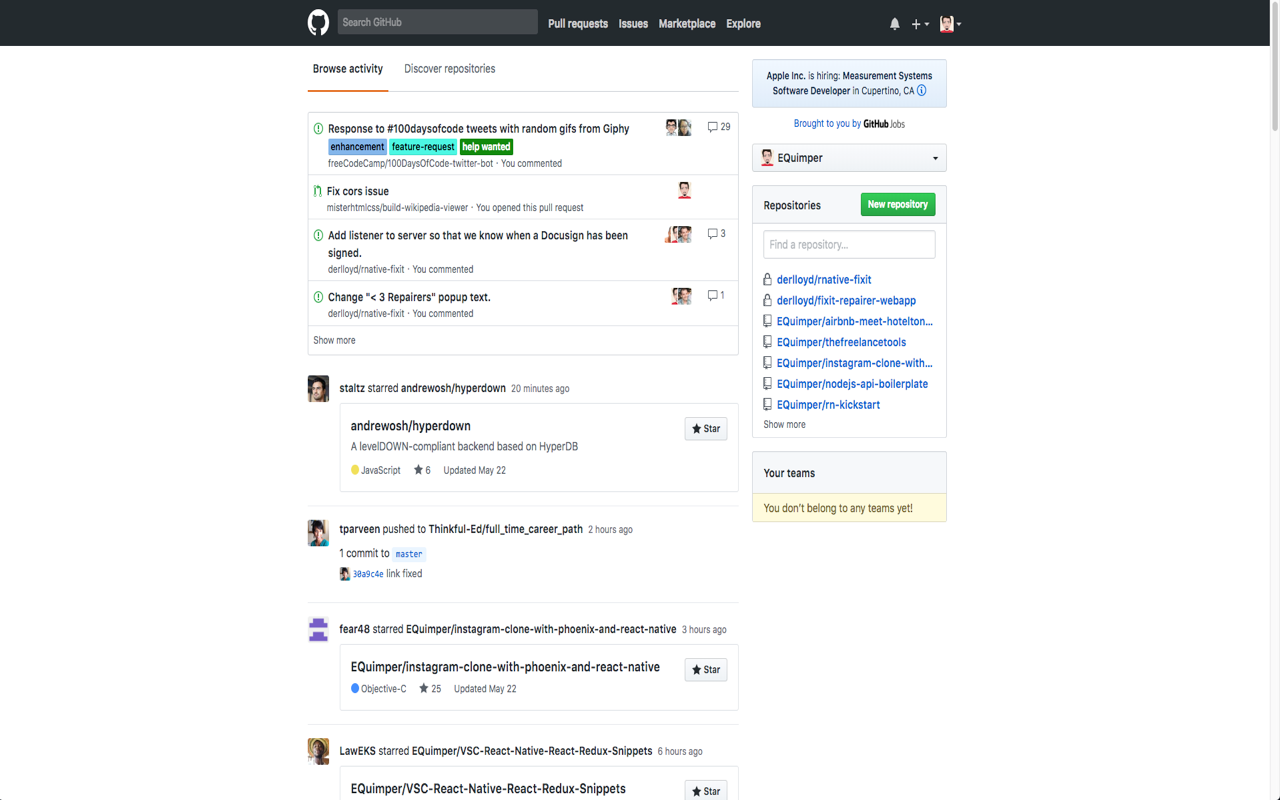 Search GitHub
Pull requests
Issues
Marketplace
Explore
Browse activity
Discover repositories
Response to #100daysofcode tweets with random gifs from Giphy
29
enhancement feature-request help wanted
freeCodeCamp/100DaysOfCode-twitter-bot · You commented
Fix cors issue
misterhtmlcss/build-wikipedia-viewer · You opened this pull request
Add listener to server so that we know when a Docusign has been
signed.
3
derlloyd/rnative-fixit · You commented
Change "< 3 Repairers" popup text.
1
derlloyd/rnative-fixit · You commented
Show more
staltz starred andrewosh/hyperdown 20 minutes ago
andrewosh/hyperdown
Star
A levelDOWN-compliant backend based on HyperDB
JavaScript 6 Updated May 22
tparveen pushed to Thinkful-Ed/full_time_career_path 2 hours ago
1 commit to master
30a9c4e link fixed
fear48 starred EQuimper/instagram-clone-with-phoenix-and-react-native 3 hours ago
EQuimper/instagram-clone-with-phoenix-and-react-native
Star
Objective-C 25 Updated May 22
LawEKS starred EQuimper/VSC-React-Native-React-Redux-Snippets 6 hours ago
EQuimper/VSC-React-Native-React-Redux-Snippets
Star
Apple Inc. is hiring: Measurement Systems
Software Developer in Cupertino, CA
Brought to you by GitHub Jobs
EQuimper
Repositories
New repository
Find a repository...
derlloyd/rnative-fixit
derlloyd/fixit-repairer-webapp
EQuimper/airbnb-meet-hotelton...
EQuimper/thefreelancetools
EQuimper/instagram-clone-with...
EQuimper/nodejs-api-boilerplate
EQuimper/rn-kickstart
Show more
Your teams
You don't belong to any teams yet!